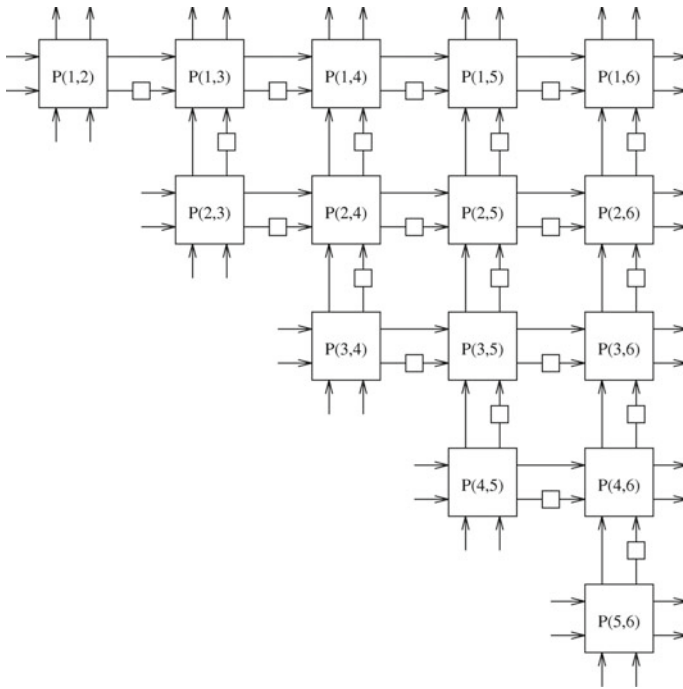 P(1,2) P(1,3) P(1,4) P(1,5) P(1,6)
P(2,3) P(2,4) P(2,5) P(2,6)
P(3,4) P(3,5) P(3,6)
P(4,5) P(4,6)
P(5,6)